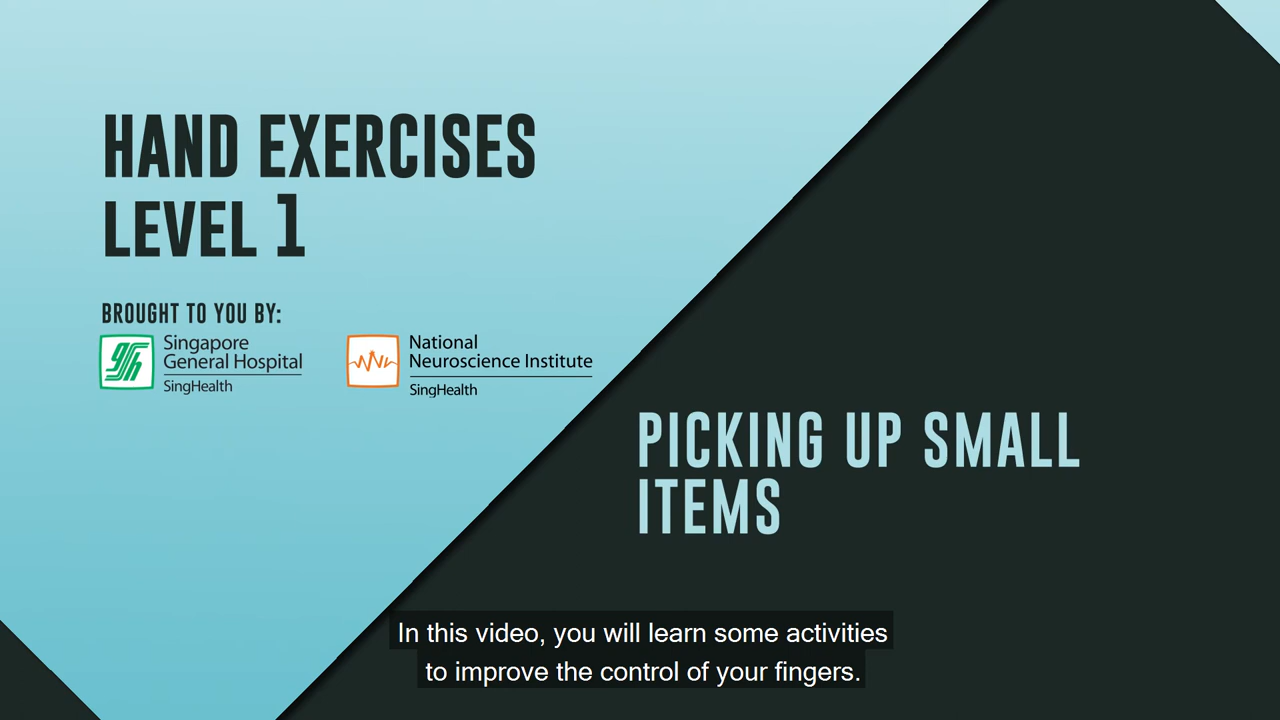 HAND EXERCISES
LEVEL 1
BROUGHT TO YOU BY:
Singapore
General Hospital
SingHealth
National
Neuroscience Institute
SingHealth
PICKING UP SMALL
ITEMS
In this video, you will learn some activities
to improve the control of your fingers.